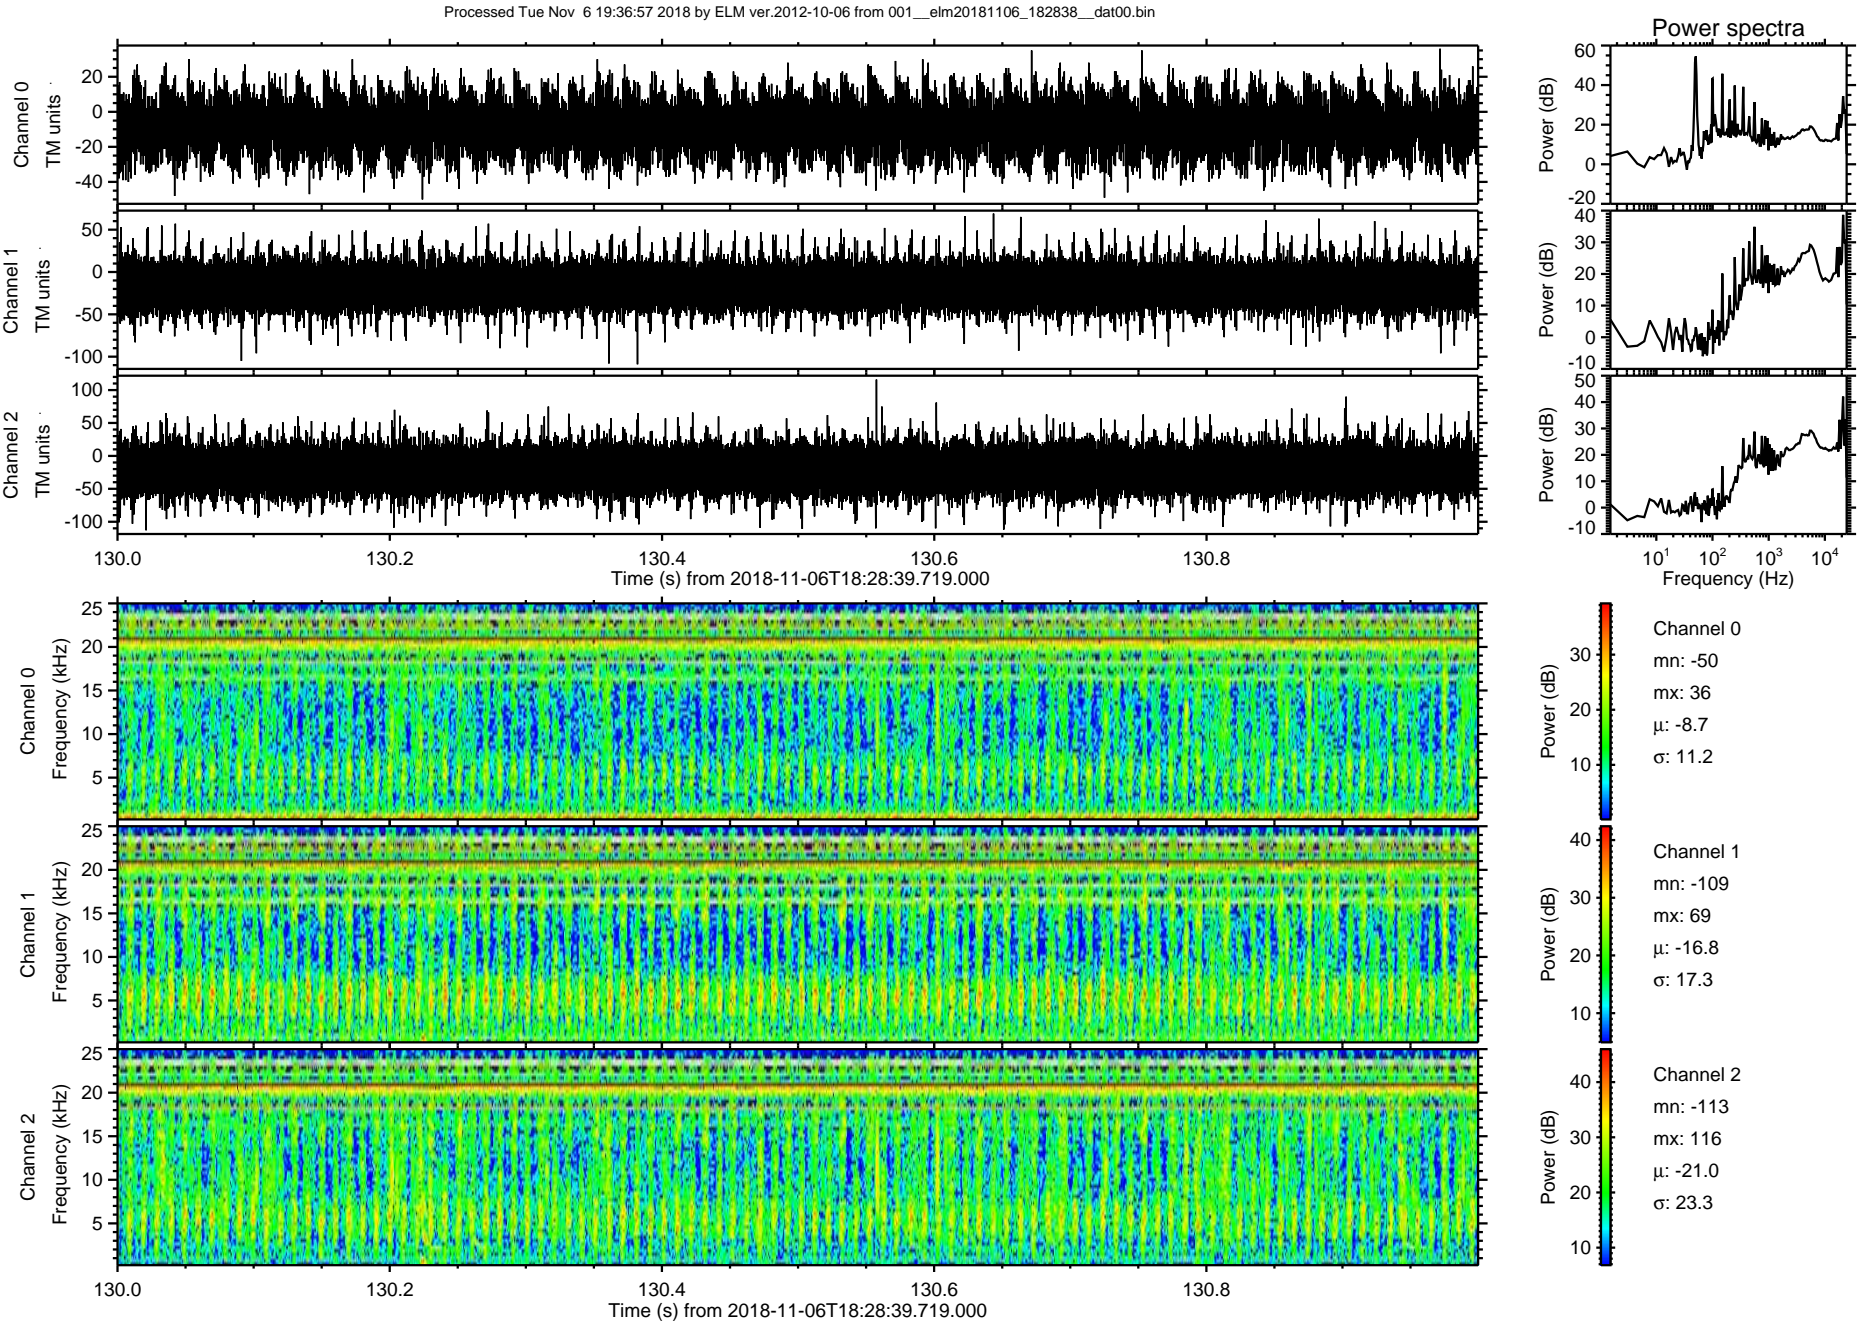 Processed Tue Nov  6 19:36:57 2018 by ELM ver.2012-10-06 from 001__elm20181106_182838__dat00.bin
Power spectra
Channel 0
TM units
20
0
-20
-40
Power (dB)
60
40
20
0
-20
Channel 1
TM units
50
0
-50
-100
Power (dB)
40
30
20
10
0
-10
Channel 2
TM units
100
50
0
-50
-100
Power (dB)
50
40
30
20
10
0
-10
130.0 130.2 130.4 130.6 130.8
Time (s) from 2018-11-06T18:28:39.719.000
10^1 10^2 10^3 10^4
Frequency (Hz)
Channel 0
Frequency (kHz)
25
20
15
10
5
Power (dB)
30
20
10
Channel 0
mn: -50
mx: 36
μ: -8.7
σ: 11.2
Channel 1
Frequency (kHz)
25
20
15
10
5
Power (dB)
40
30
20
10
Channel 1
mn: -109
mx: 69
μ: -16.8
σ: 17.3
Channel 2
Frequency (kHz)
25
20
15
10
5
Power (dB)
40
30
20
10
Channel 2
mn: -113
mx: 116
μ: -21.0
σ: 23.3
130.0 130.2 130.4 130.6 130.8
Time (s) from 2018-11-06T18:28:39.719.000